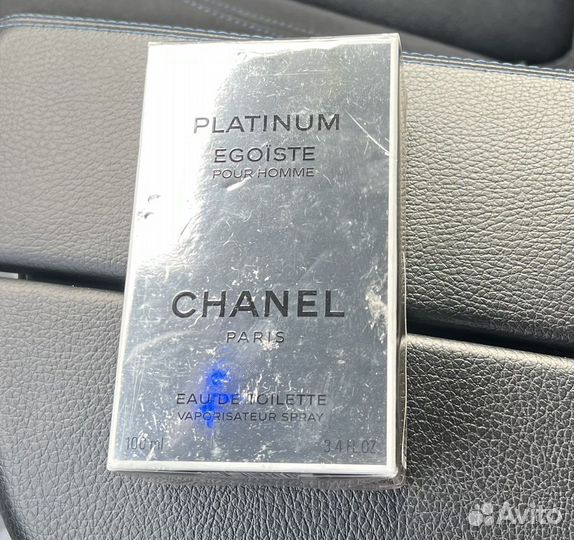 PLATINUM
EGOÏSTE
POUR HOMME
CHANEL
PARIS
EAU DE TOILETTE
VAPORISATEUR SPRAY
100 ml 3.4 FL.OZ
Avito